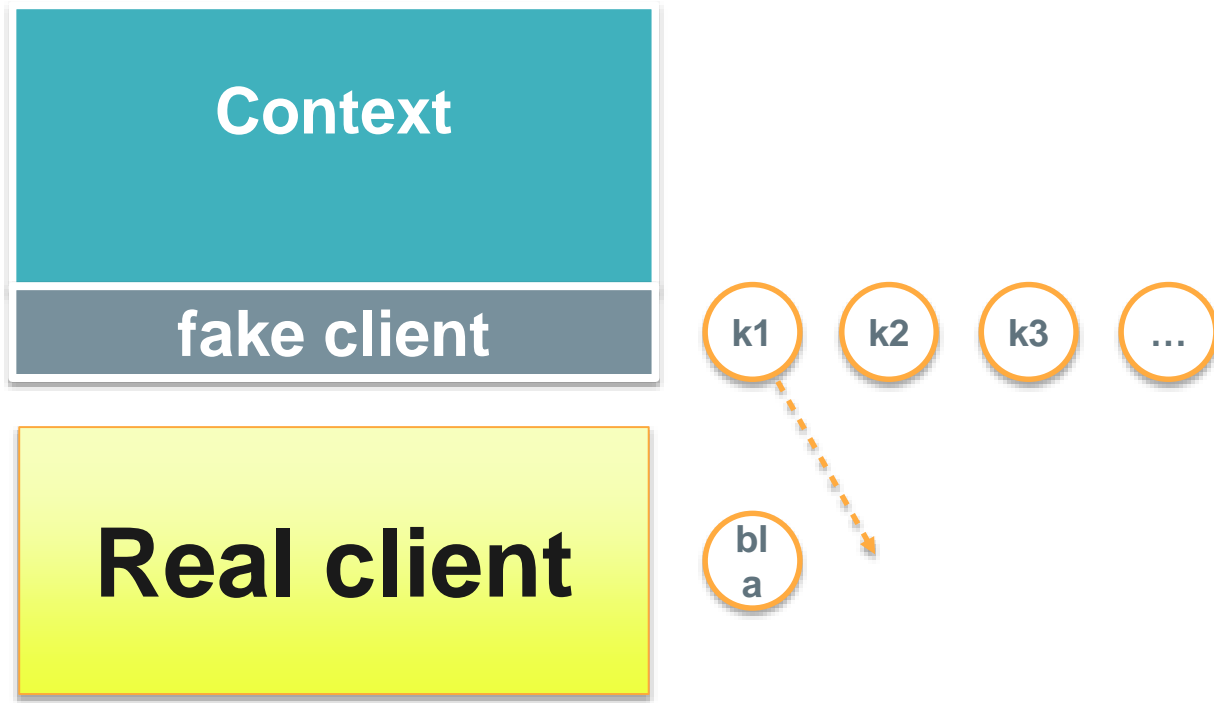 Context
fake client
k1 k2 k3 …
Real client
bl
a